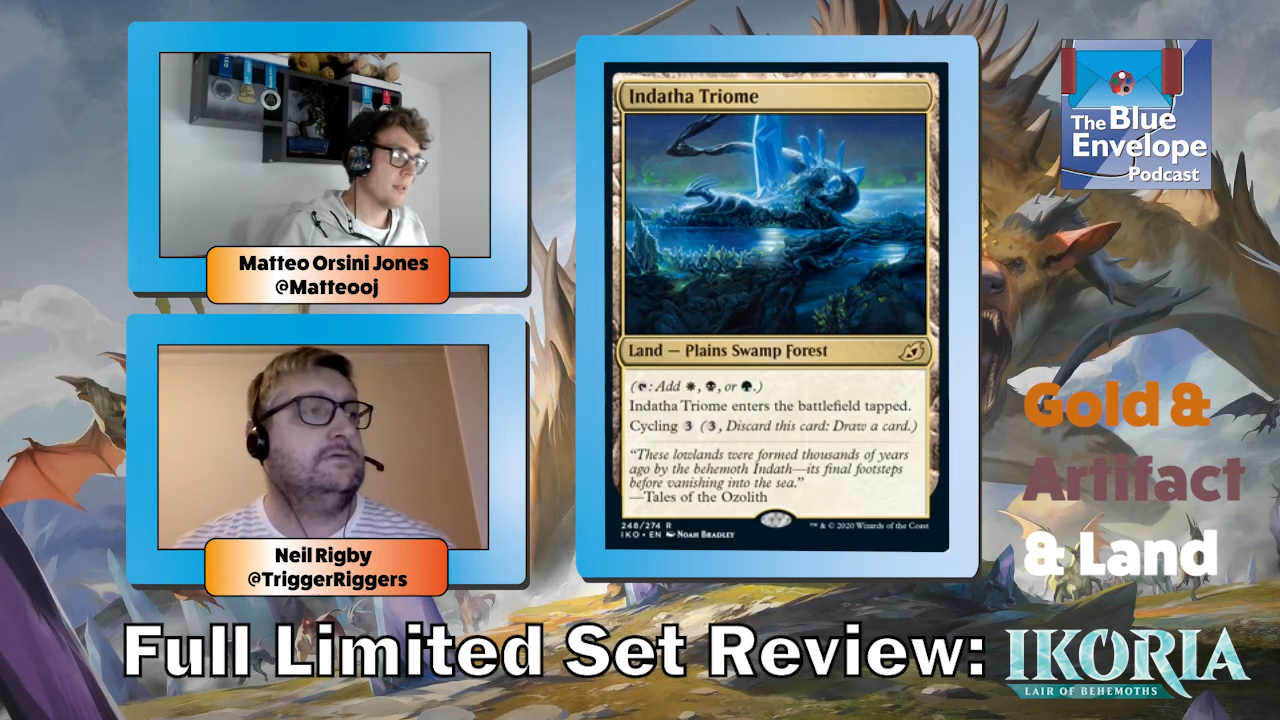 Matteo Orsini Jones
@Matteooj
Neil Rigby
@TriggerRiggers
Indatha Triome
Land — Plains Swamp Forest
( : Add , , or .)
Indatha Triome enters the battlefield tapped.
Cycling 3 (3, Discard this card: Draw a card.)
“These lowlands were formed thousands of years
ago by the behemoth Indath—its final footsteps
before vanishing into the sea.”
—Tales of the Ozolith
248/274 R
IKO • EN Noah Bradley
™ & © 2020 Wizards of the Coast
The Blue
Envelope
Podcast
Gold &
Artifact
& Land
Full Limited Set Review:
IKORIA
LAIR OF BEHEMOTHS